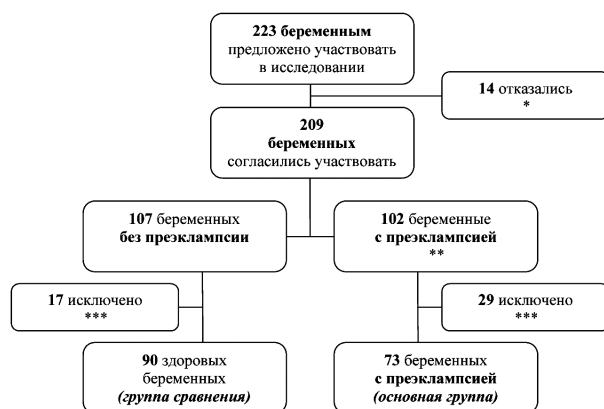 223 беременным
предложено участвовать
в исследовании
14 отказались
*
209
беременных
согласились участвовать
107 беременных
без преэклампсии
102 беременные
с преэклампсией
**
17 исключено
***
29 исключено
***
90 здоровых
беременных
(группа сравнения)
73 беременных
с преэклампсией
(основная группа)